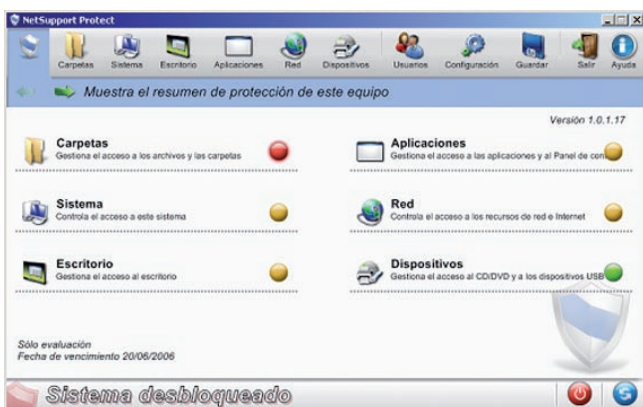 NetSupport Protect
Carpetas Sistema Escritorio Aplicaciones Red Dispositivos Usuarios Configuración Guardar Salir Ayuda
Muestra el resumen de protección de este equipo
Versión 1.0.1.17
Carpetas
Gestiona el acceso a los archivos y las carpetas
Aplicaciones
Gestiona el acceso a las aplicaciones y al Panel de con
Sistema
Controla el acceso a este sistema
Red
Controla el acceso a los recursos de red e Internet
Escritorio
Gestiona el acceso al escritorio
Dispositivos
Gestiona el acceso al CD/DVD y a los dispositivos USB
Sólo evaluación
Fecha de vencimiento 20/06/2006
Sistema desbloqueado